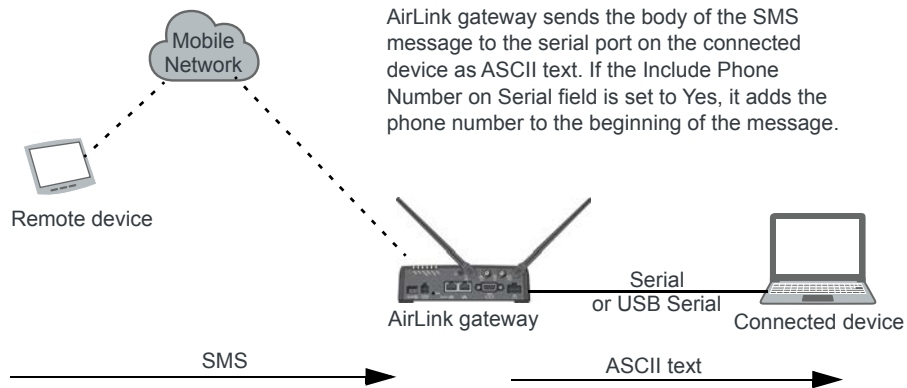 AirLink gateway sends the body of the SMS
message to the serial port on the connected
device as ASCII text. If the Include Phone
Number on Serial field is set to Yes, it adds the
phone number to the beginning of the message.
Mobile
Network
Remote device
Serial
or USB Serial
AirLink gateway
Connected device
SMS
ASCII text